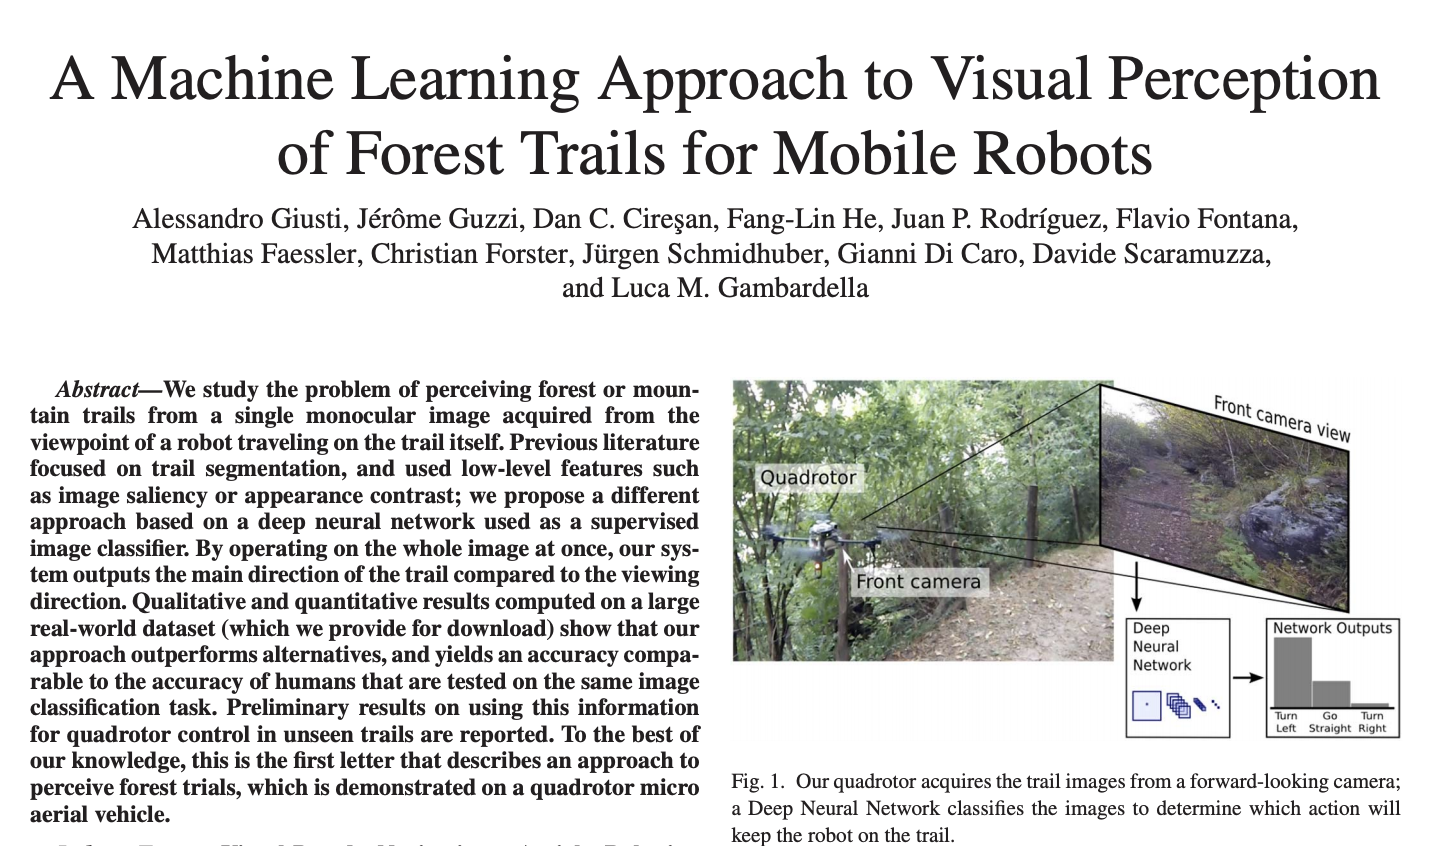 A Machine Learning Approach to Visual Perception
of Forest Trails for Mobile Robots
Alessandro Giusti, Jérôme Guzzi, Dan C. Cireşan, Fang-Lin He, Juan P. Rodríguez, Flavio Fontana,
Matthias Faessler, Christian Forster, Jürgen Schmidhuber, Gianni Di Caro, Davide Scaramuzza,
and Luca M. Gambardella
Abstract—We study the problem of perceiving forest or moun-
tain trails from a single monocular image acquired from the
viewpoint of a robot traveling on the trail itself. Previous literature
focused on trail segmentation, and used low-level features such
as image saliency or appearance contrast; we propose a different
approach based on a deep neural network used as a supervised
image classifier. By operating on the whole image at once, our sys-
tem outputs the main direction of the trail compared to the viewing
direction. Qualitative and quantitative results computed on a large
real-world dataset (which we provide for download) show that our
approach outperforms alternatives, and yields an accuracy compa-
rable to the accuracy of humans that are tested on the same image
classification task. Preliminary results on using this information
for quadrotor control in unseen trails are reported. To the best of
our knowledge, this is the first letter that describes an approach to
perceive forest trials, which is demonstrated on a quadrotor micro
aerial vehicle.
Quadrotor
Front camera
Front camera view
Deep
Neural
Network
Network Outputs
Turn Go Turn
Left Straight Right
Fig. 1. Our quadrotor acquires the trail images from a forward-looking camera;
a Deep Neural Network classifies the images to determine which action will
keep the robot on the trail.